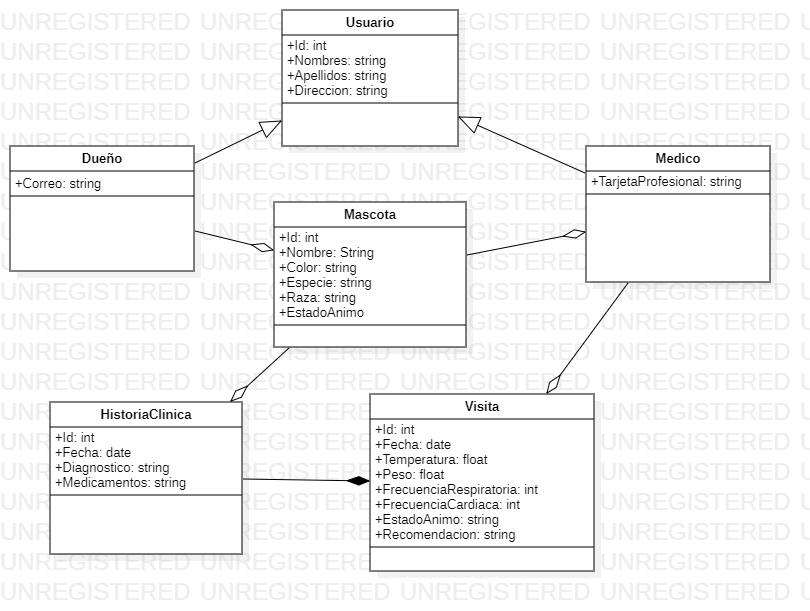 Usuario
+Id: int
+Nombres: string
+Apellidos: string
+Direccion: string
Dueño
+Correo: string
Medico
+TarjetaProfesional: string
Mascota
+Id: int
+Nombre: String
+Color: string
+Especie: string
+Raza: string
+EstadoAnimo
HistoriaClinica
+Id: int
+Fecha: date
+Diagnostico: string
+Medicamentos: string
Visita
+Id: int
+Fecha: date
+Temperatura: float
+Peso: float
+FrecuenciaRespiratoria: int
+FrecuenciaCardiaca: int
+EstadoAnimo: string
+Recomendacion: string
UNREGISTERED